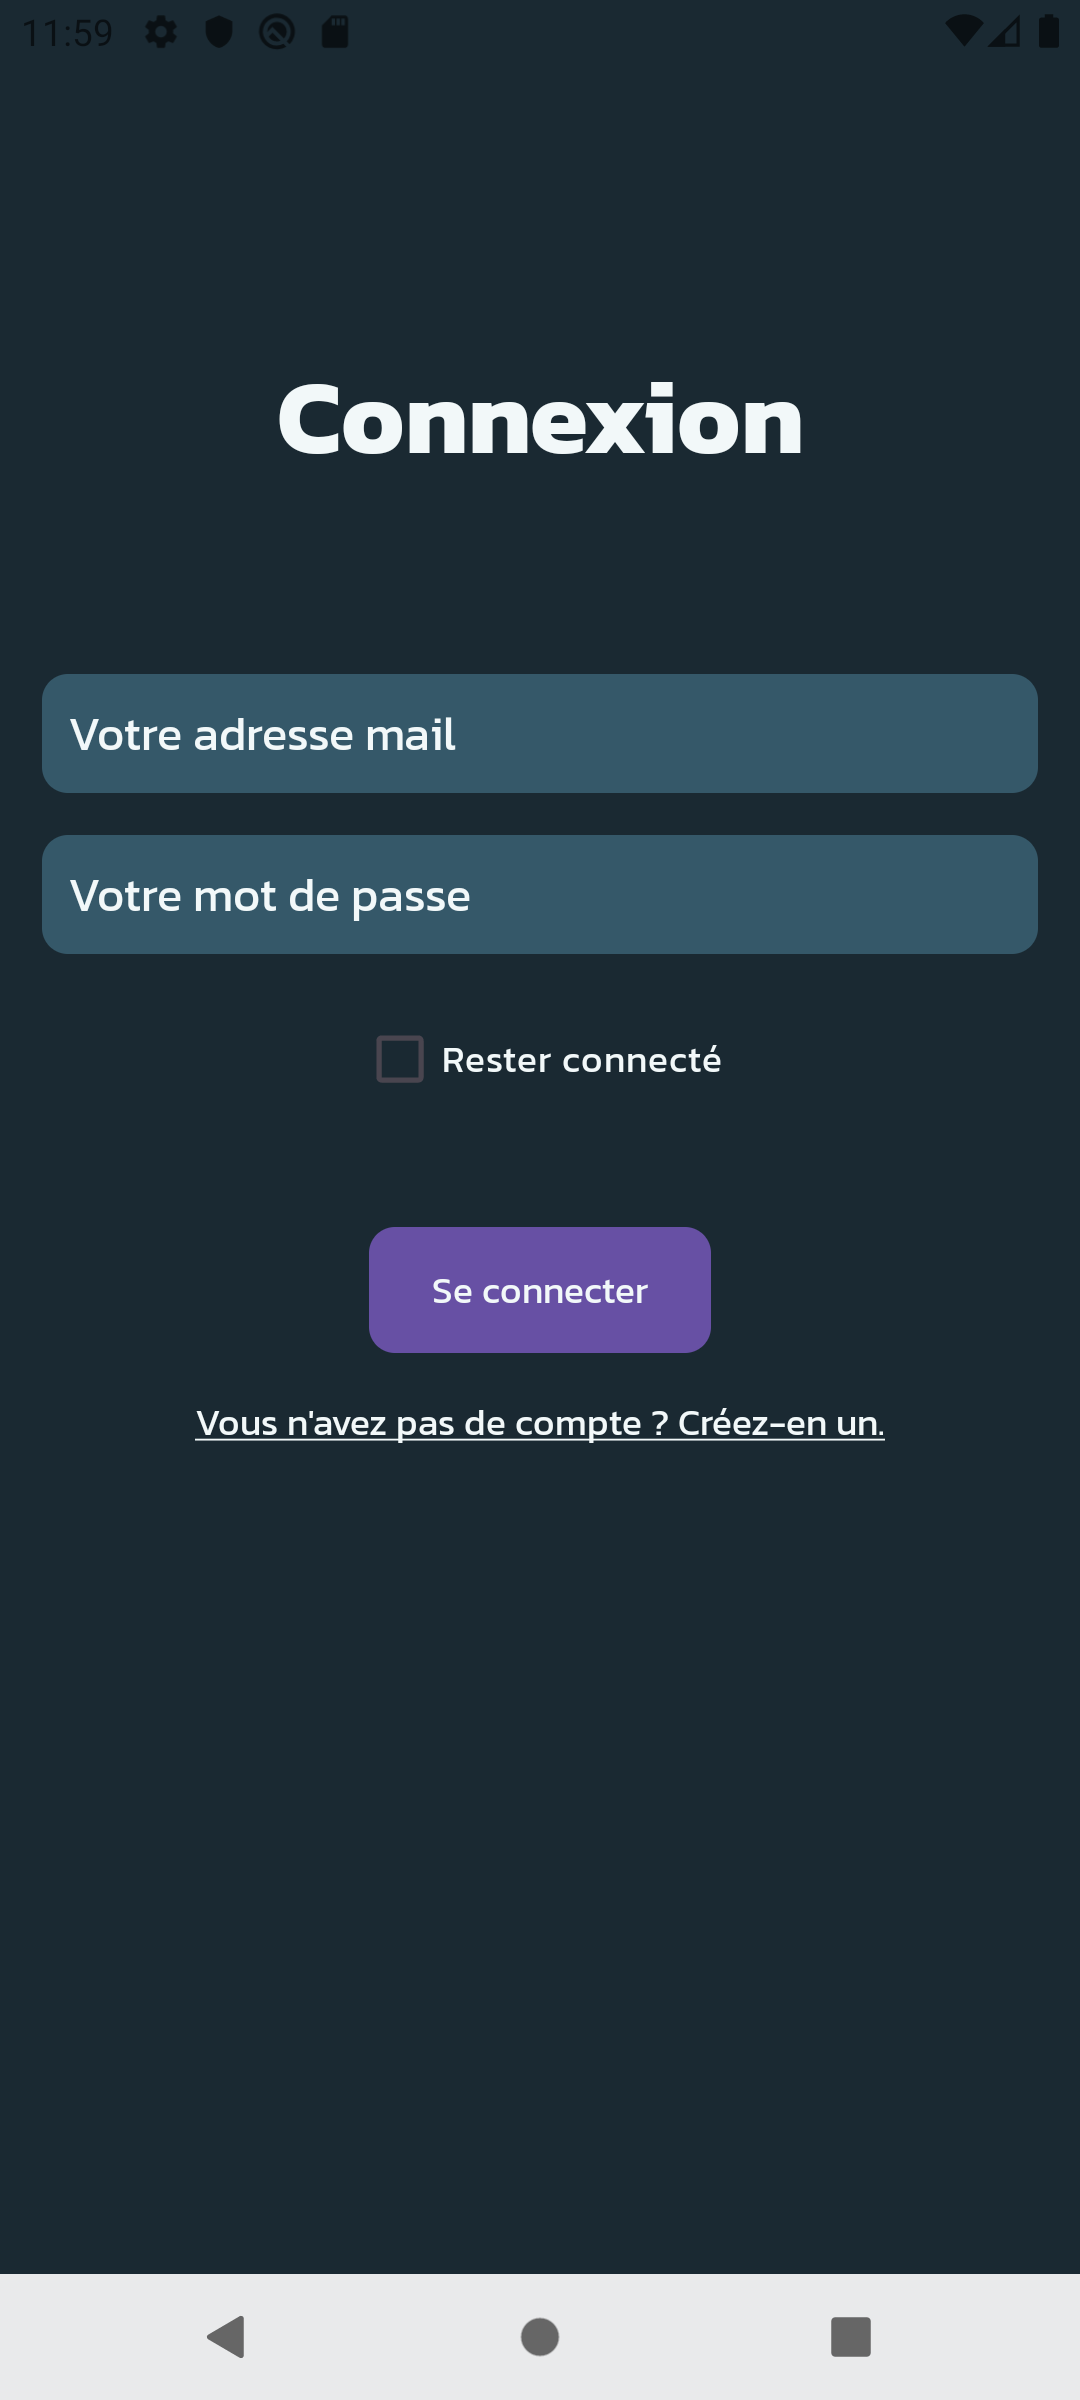 11:59
Connexion
Votre adresse mail
Votre mot de passe
Rester connecté
Se connecter
Vous n'avez pas de compte ? Créez-en un.